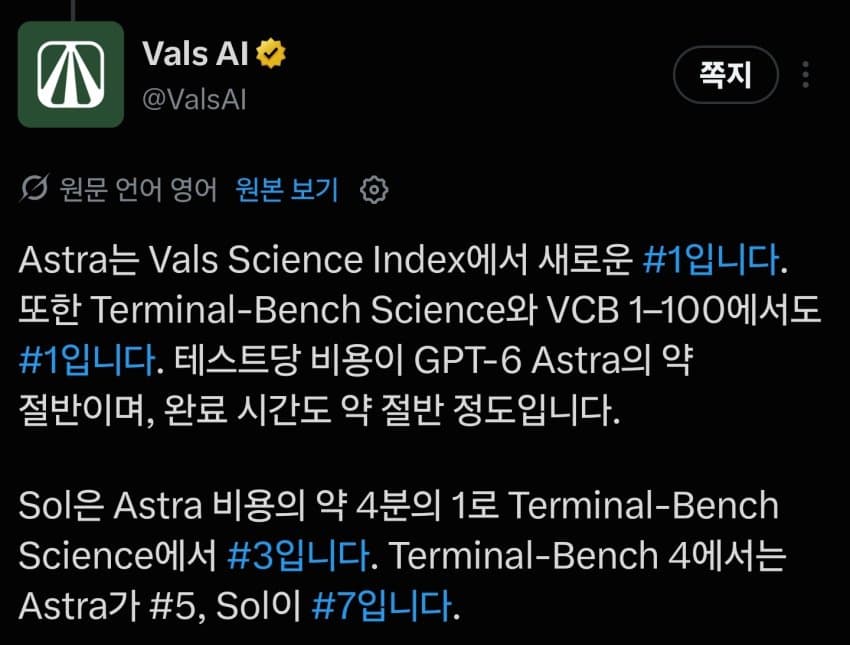 Vals AI
@ValsAI
쪽지
원문 언어 영어 원본 보기
Astra는 Vals Science Index에서 새로운 #1입니다.
또한 Terminal-Bench Science와 VCB 1–100에서도
#1입니다. 테스트당 비용이 GPT-6 Astra의 약
절반이며, 완료 시간도 약 절반 정도입니다.
Sol은 Astra 비용의 약 4분의 1로 Terminal-Bench
Science에서 #3입니다. Terminal-Bench 4에서는
Astra가 #5, Sol이 #7입니다.